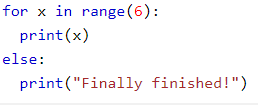 for x in range(6):
  print(x)
else:
  print("Finally finished!")